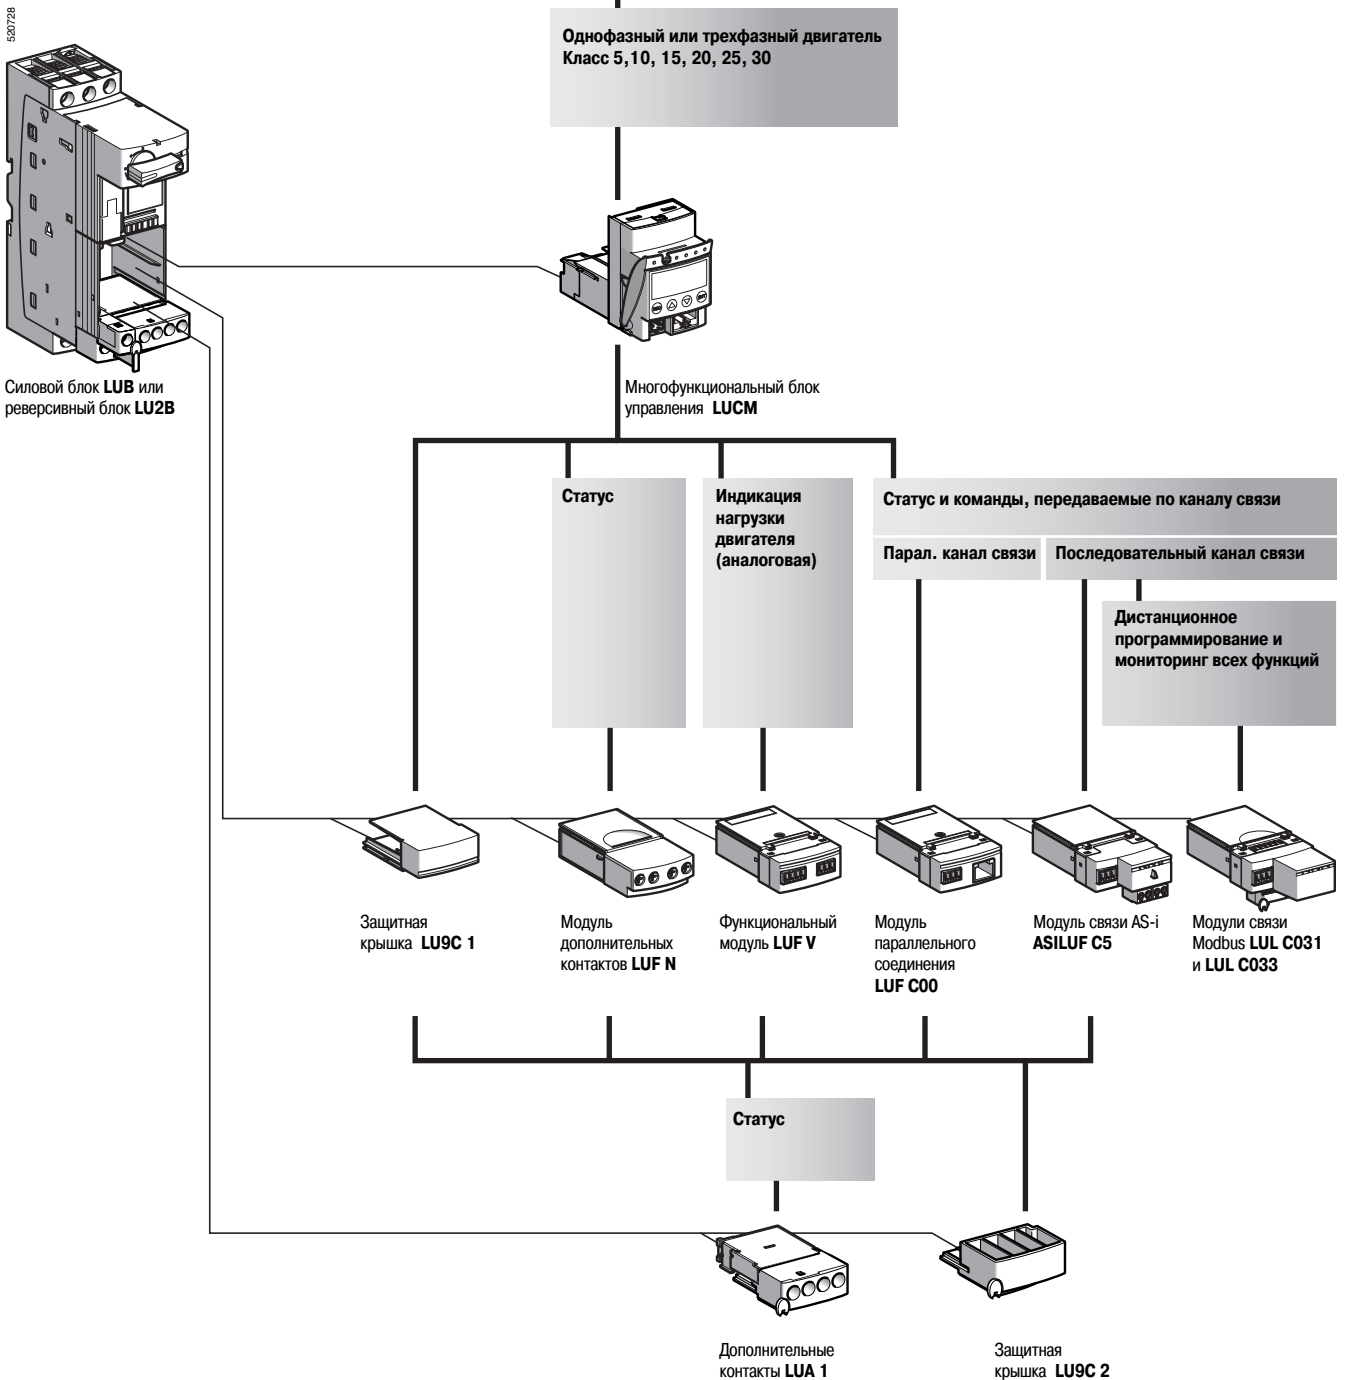 520728
Однофазный или трехфазный двигатель
Класс 5,10, 15, 20, 25, 30
Силовой блок LUB или
реверсивный блок LU2B
Многофункциональный блок
управления LUCM
Статус
Индикация
нагрузки
двигателя
(аналоговая)
Статус и команды, передаваемые по каналу связи
Парал. канал связи
Последовательный канал связи
Дистанционное
программирование и
мониторинг всех функций
Защитная
крышка LU9C 1
Модуль
дополнительных
контактов LUF N
Функциональный
модуль LUF V
Модуль
параллельного
соединения
LUF C00
Модуль связи AS-i
ASILUF C5
Модули связи
Modbus LUL C031
и LUL C033
Статус
Дополнительные
контакты LUA 1
Защитная
крышка LU9C 2